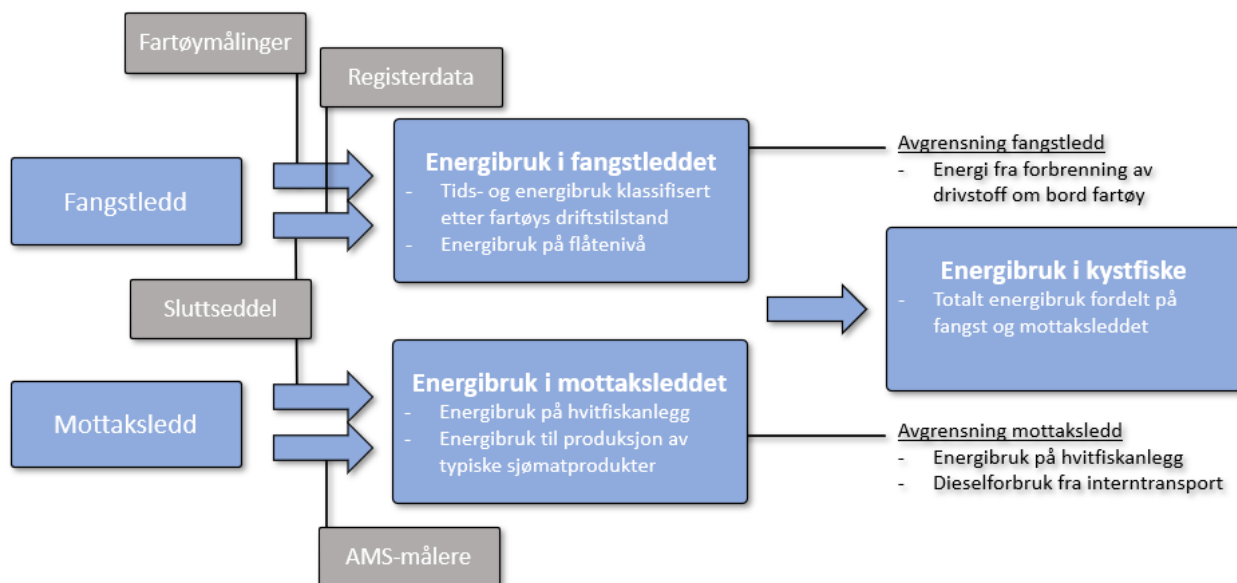 Fartøymålinger
Registerdata
Fangstledd
Energibruk i fangstleddet
- Tids- og energibruk klassifisert
etter fartøys driftstilstand
- Energibruk på flåtenivå
Avgrensning fangstledd
- Energi fra forbrenning av
drivstoff om bord fartøy
Energibruk i kystfiske
- Totalt energibruk fordelt på
fangst og mottaksleddet
Sluttseddel
Mottaksledd
Energibruk i mottaksleddet
- Energibruk på hvitfiskanlegg
- Energibruk til produksjon av
typiske sjømatprodukter
Avgrensning mottaksledd
- Energibruk på hvitfiskanlegg
- Dieselforbruk fra interntransport
AMS-målere